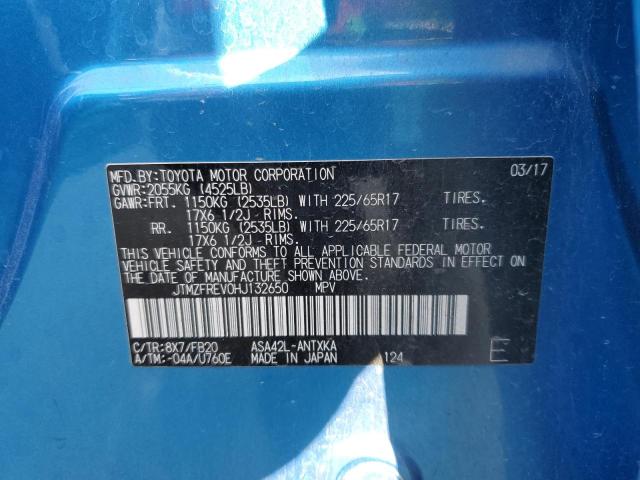 MFD.BY:TOYOTA MOTOR CORPORATION 03/17
GVWR:2055KG (4525LB)
GAWR:FRT. 1150KG (2535LB) WITH 225/65R17 TIRES.
17X6 1/2J RIMS.
RR. 1150KG (2535LB) WITH 225/65R17 TIRES.
17X6 1/2J RIMS.
THIS VEHICLE CONFORMS TO ALL APPLICABLE FEDERAL MOTOR
VEHICLE SAFETY AND THEFT PREVENTION STANDARDS IN EFFECT ON
THE DATE OF MANUFACTURE SHOWN ABOVE.
JTMZFREV0HJ132650 MPV
C/TR:8X7/FB20 ASA42L-ANTXKA
A/TM:-04A/U760E MADE IN JAPAN 124 E